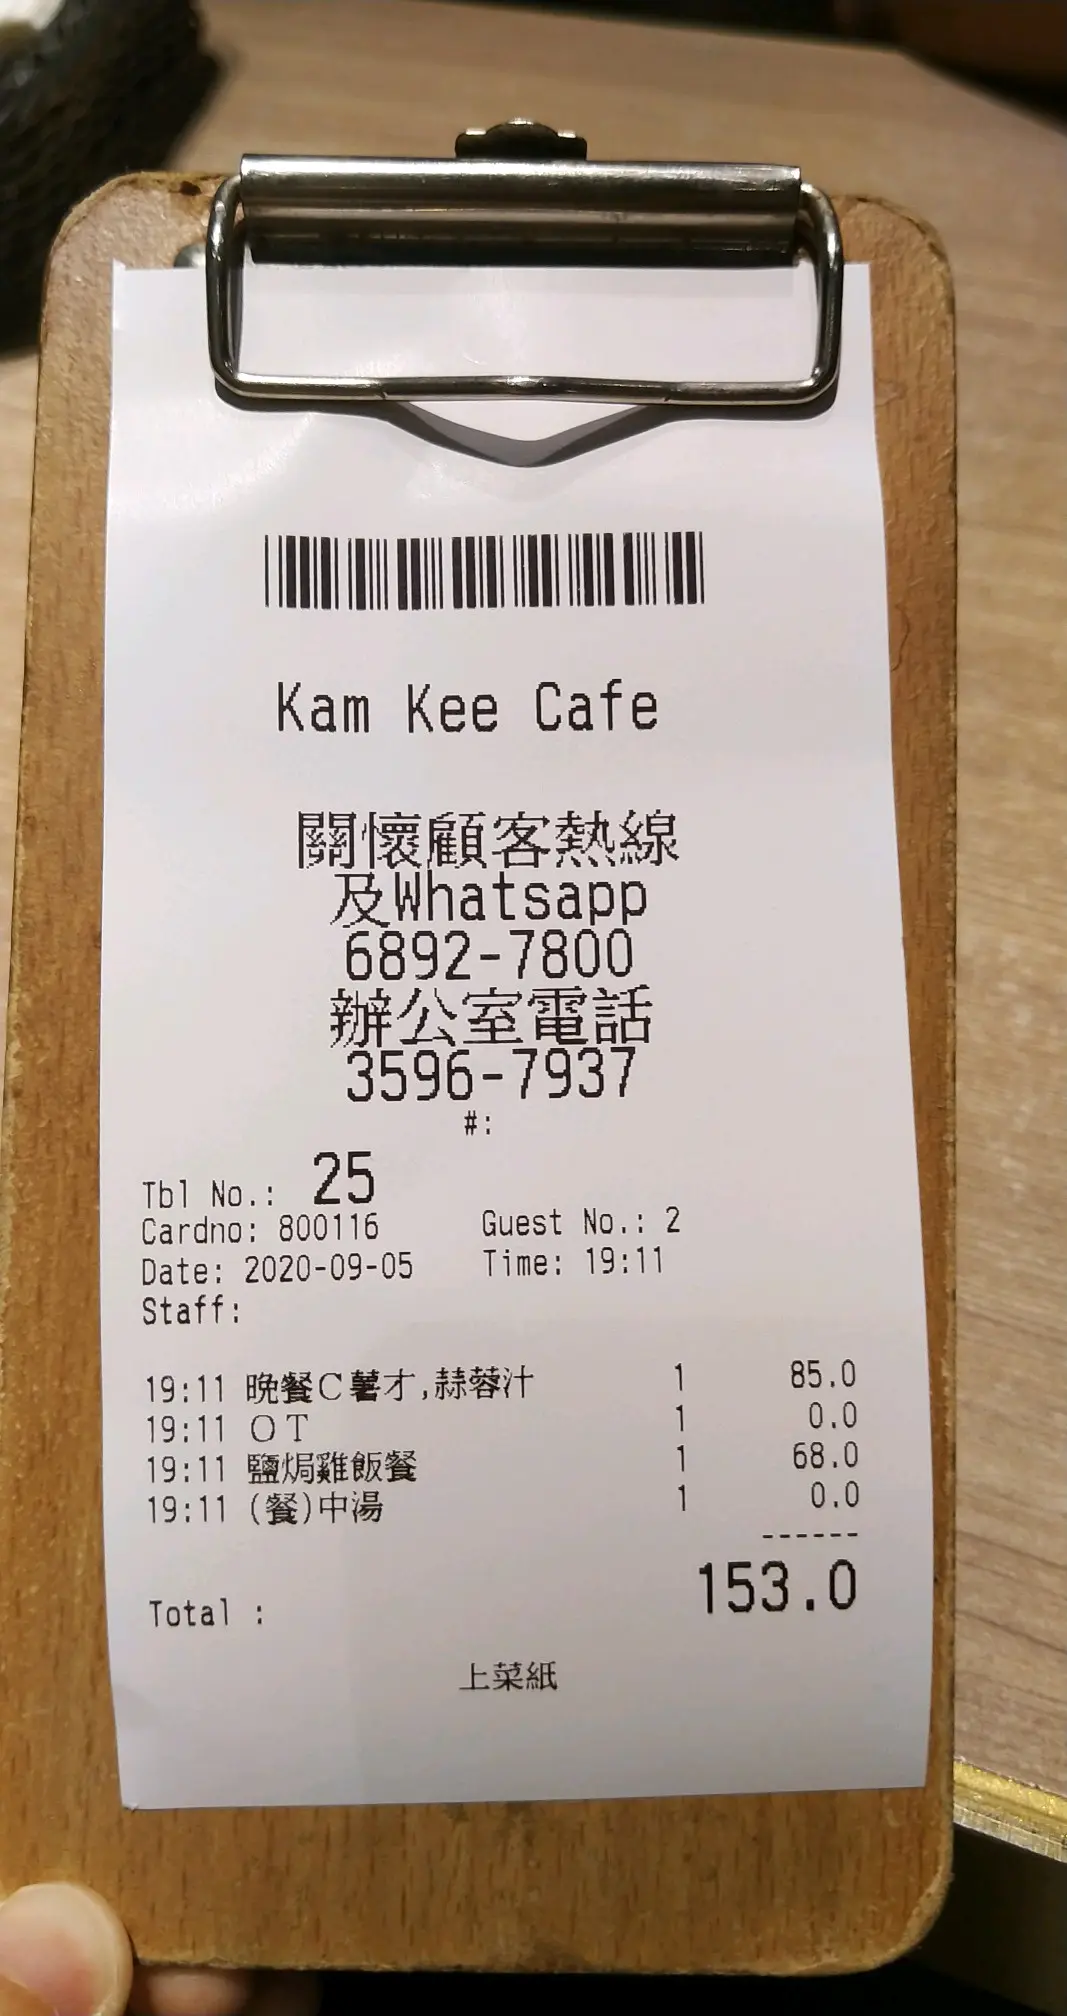 Kam Kee Cafe
關懷顧客熱線
及Whatsapp
6892-7800
辦公室電話
3596-7937
#:
Tbl No.: 25
Cardno: 800116 Guest No.: 2
Date: 2020-09-05 Time: 19:11
Staff:
19:11 晚餐C薯才,蒜蓉汁 1 85.0
19:11 OT 1 0.0
19:11 鹽焗雞飯餐 1 68.0
19:11 (餐)中湯 1 0.0
------
Total : 153.0
上菜紙